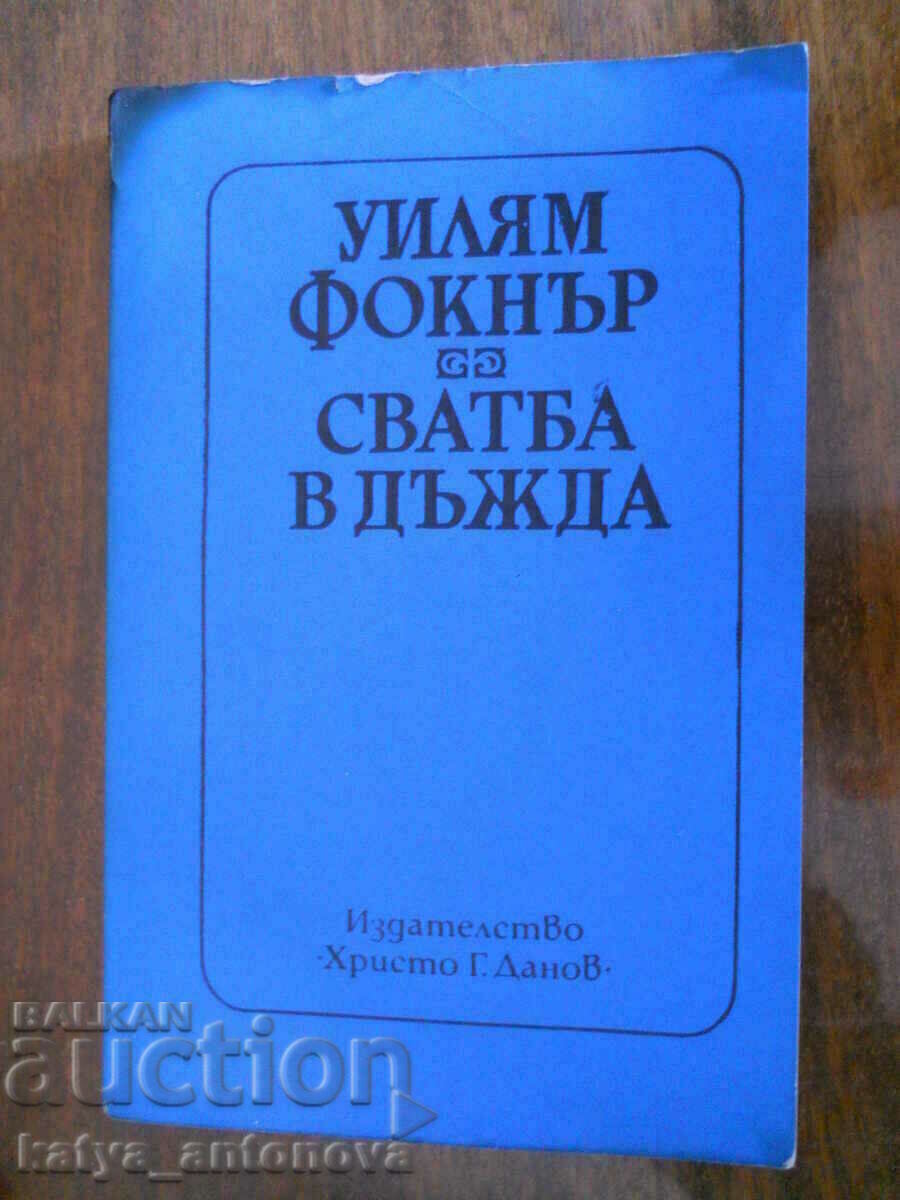 УИЛЯМ
ФОКНЪР
СВАТБА
В ДЪЖДА
Издателство
·Христо Г. Данов·
BALKAN
auction
katya_antonova